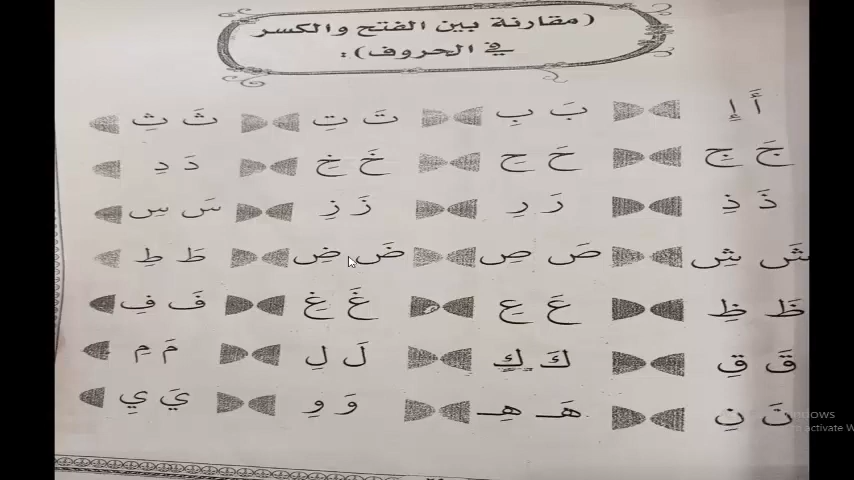 (مقارنة بين الفتح والكسر
في الحروف):
أَ إِ بَ بِ تَ تِ ثَ ثِ
جَ جِ حَ حِ خَ خِ دَ دِ
ذَ ذِ رَ رِ زَ زِ سَ سِ
شَ شِ صَ صِ ضَ ضِ طَ طِ
ظَ ظِ عَ عِ غَ غِ فَ فِ
قَ قِ كَ كِ لَ لِ مَ مِ
نَ نِ هَـ هِـ وَ وِ يَ يِ